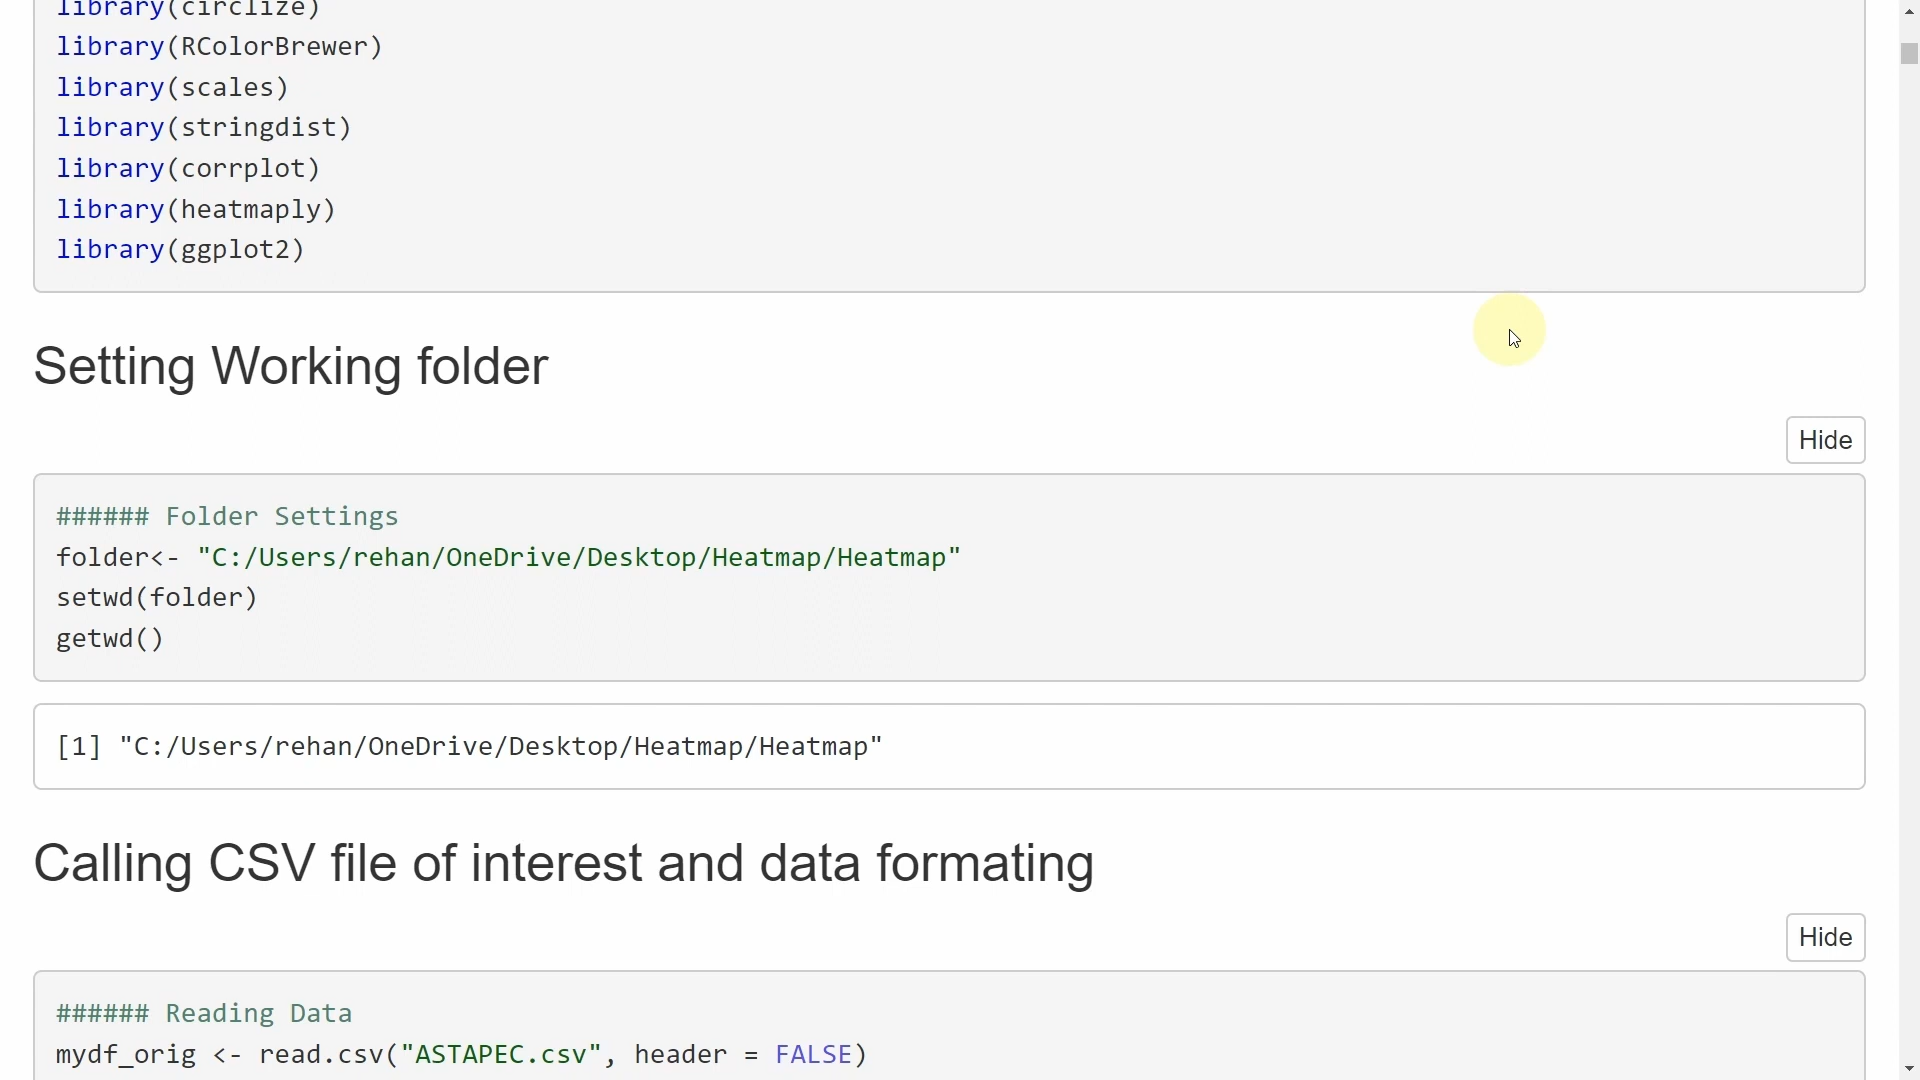 library(circlize)
library(RColorBrewer)
library(scales)
library(stringdist)
library(corrplot)
library(heatmaply)
library(ggplot2)
Setting Working folder
Hide
###### Folder Settings
folder<- "C:/Users/rehan/OneDrive/Desktop/Heatmap/Heatmap"
setwd(folder)
getwd()
[1] "C:/Users/rehan/OneDrive/Desktop/Heatmap/Heatmap"
Calling CSV file of interest and data formating
Hide
###### Reading Data
mydf_orig <- read.csv("ASTAPEC.csv", header = FALSE)